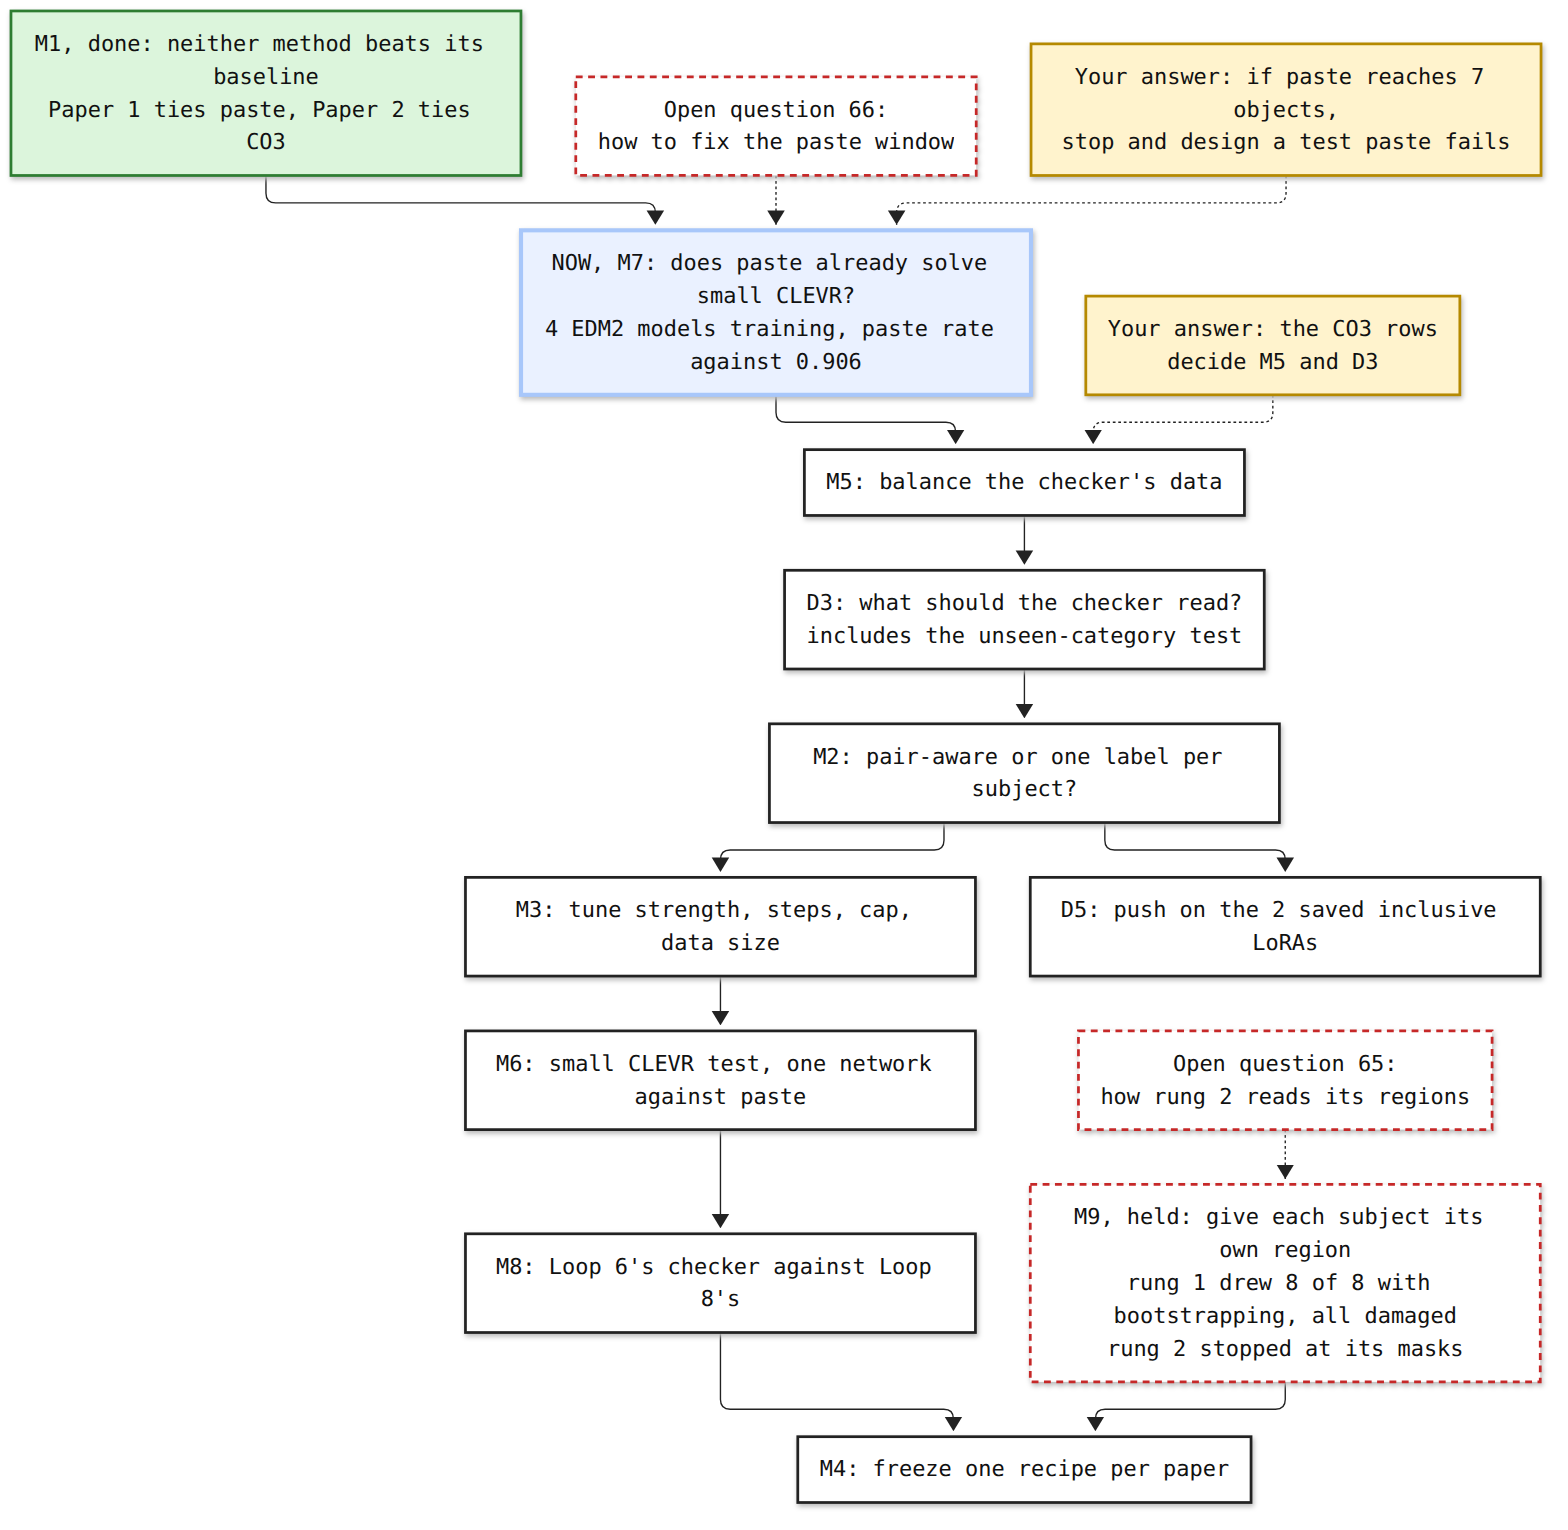 M1, done: neither method beats its
baseline
Paper 1 ties paste, Paper 2 ties
CO3
Open question 66:
how to fix the paste window
Your answer: if paste reaches 7
objects,
stop and design a test paste fails
NOW, M7: does paste already solve
small CLEVR?
4 EDM2 models training, paste rate
against 0.906
Your answer: the CO3 rows
decide M5 and D3
M5: balance the checker's data
D3: what should the checker read?
includes the unseen-category test
M2: pair-aware or one label per
subject?
M3: tune strength, steps, cap,
data size
D5: push on the 2 saved inclusive
LoRAs
M6: small CLEVR test, one network
against paste
Open question 65:
how rung 2 reads its regions
M8: Loop 6's checker against Loop
8's
M9, held: give each subject its
own region
rung 1 drew 8 of 8 with
bootstrapping, all damaged
rung 2 stopped at its masks
M4: freeze one recipe per paper